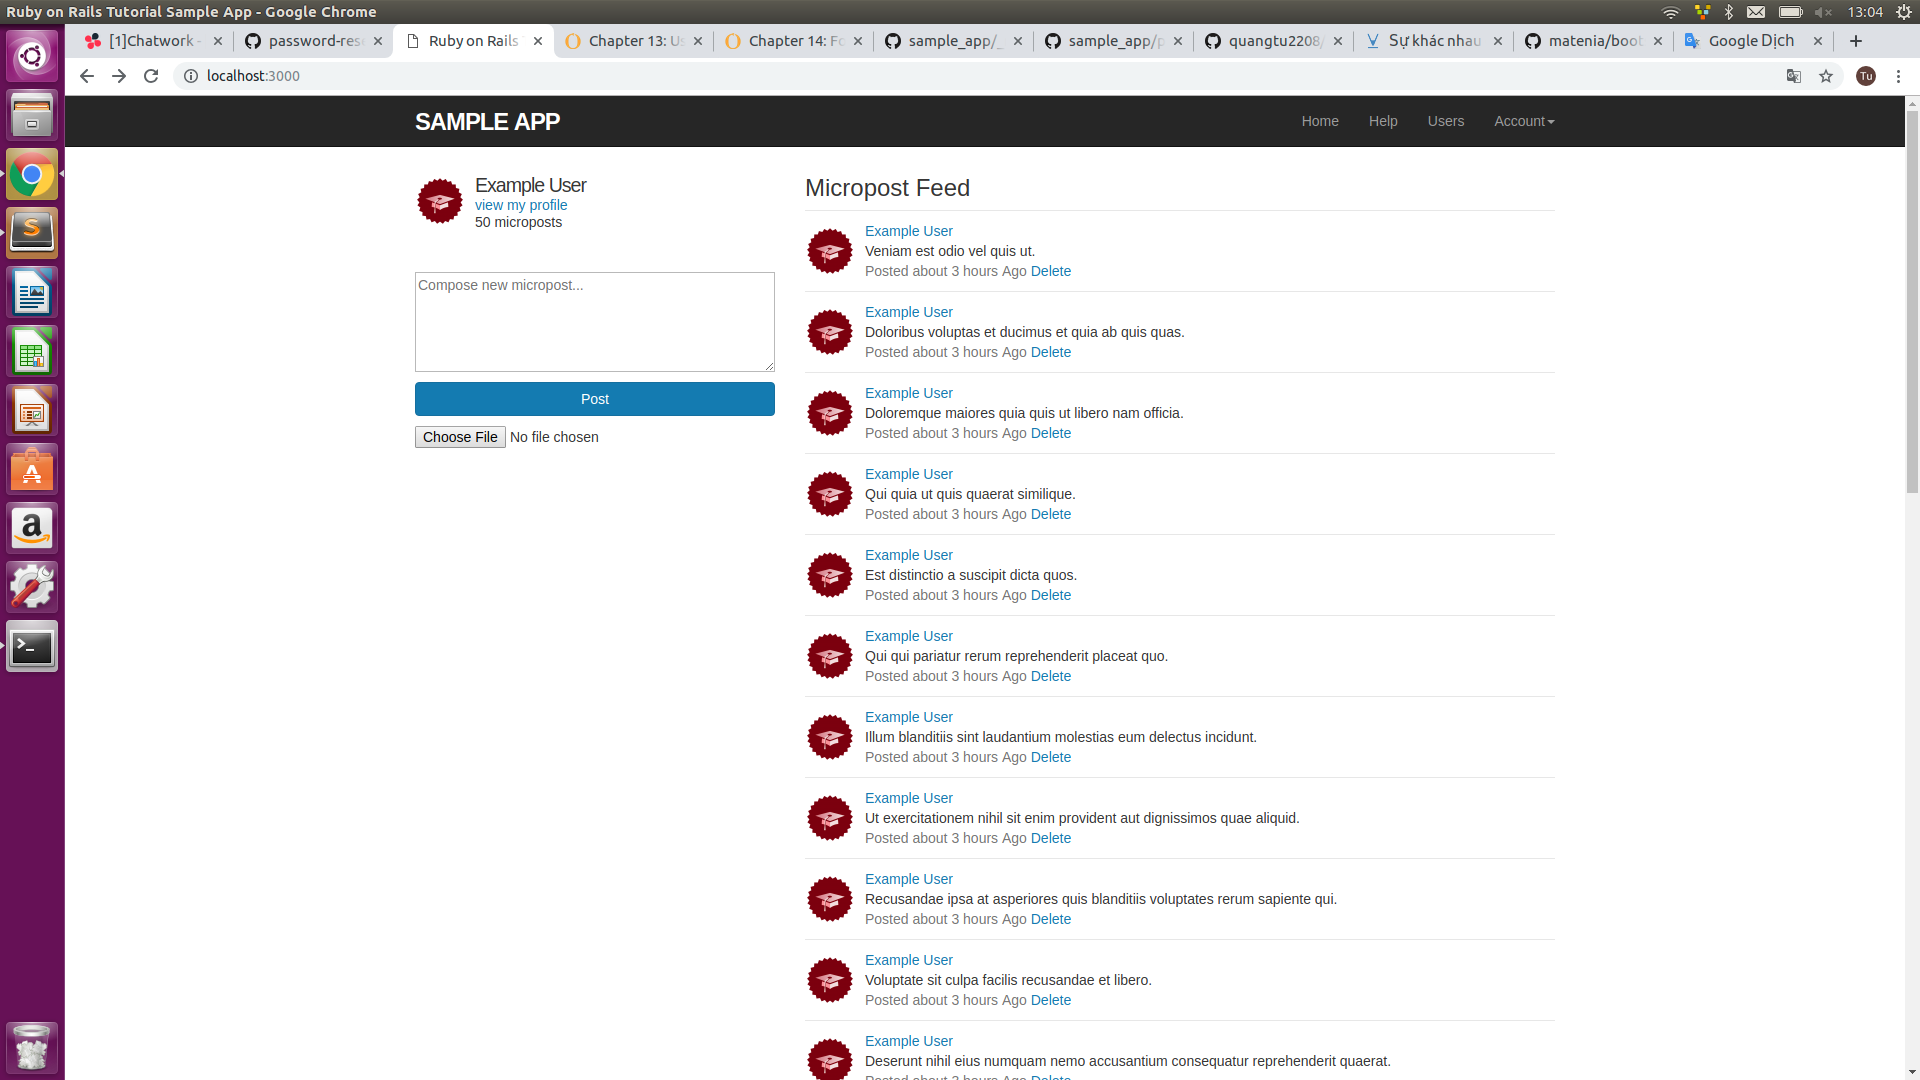 Ruby on Rails Tutorial Sample App - Google Chrome
13:04
[1]Chatwork -
password-res
Ruby on Rails
Chapter 13: Us
Chapter 14: Fo
sample_app/_
sample_app/p
quangtu2208/
Sự khác nhau
matenia/boot
Google Dịch
localhost:3000
Tu
SAMPLE APP
Home
Help
Users
Account
Example User
view my profile
50 microposts
Compose new micropost...
Post
Choose File No file chosen
Micropost Feed
Example User
Veniam est odio vel quis ut.
Posted about 3 hours Ago Delete
Example User
Doloribus voluptas et ducimus et quia ab quis quas.
Posted about 3 hours Ago Delete
Example User
Doloremque maiores quia quis ut libero nam officia.
Posted about 3 hours Ago Delete
Example User
Qui quia ut quis quaerat similique.
Posted about 3 hours Ago Delete
Example User
Est distinctio a suscipit dicta quos.
Posted about 3 hours Ago Delete
Example User
Qui qui pariatur rerum reprehenderit placeat quo.
Posted about 3 hours Ago Delete
Example User
Illum blanditiis sint laudantium molestias eum delectus incidunt.
Posted about 3 hours Ago Delete
Example User
Ut exercitationem nihil sit enim provident aut dignissimos quae aliquid.
Posted about 3 hours Ago Delete
Example User
Recusandae ipsa at asperiores quis blanditiis voluptates rerum sapiente qui.
Posted about 3 hours Ago Delete
Example User
Voluptate sit culpa facilis recusandae et libero.
Posted about 3 hours Ago Delete
Example User
Deserunt nihil eius numquam nemo accusantium consequatur reprehenderit quaerat.
Posted about 3 hours Ago Delete